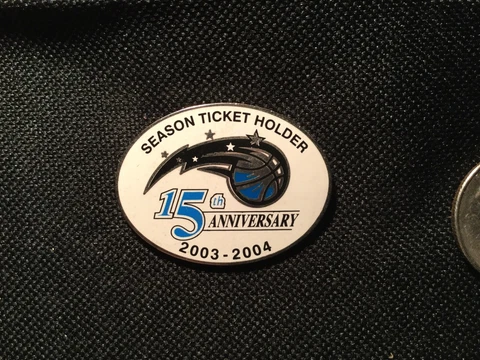 SEASON TICKET HOLDER
15th
ANNIVERSARY
2003-2004